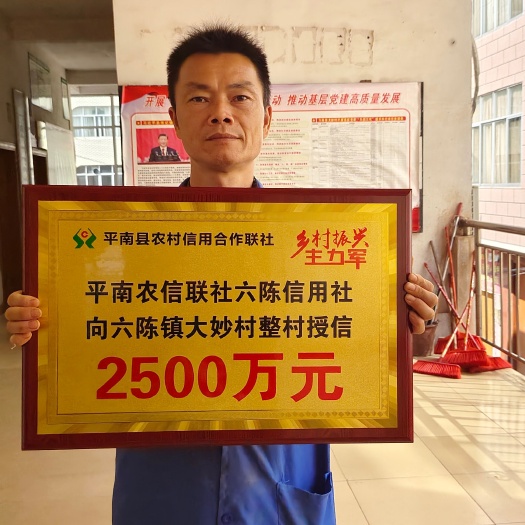 开展
动 推动基层党建高质量发展
平南县农村信用合作联社
乡村振兴
主力军
平南农信联社六陈信用社
向六陈镇大妙村整村授信
2500万元